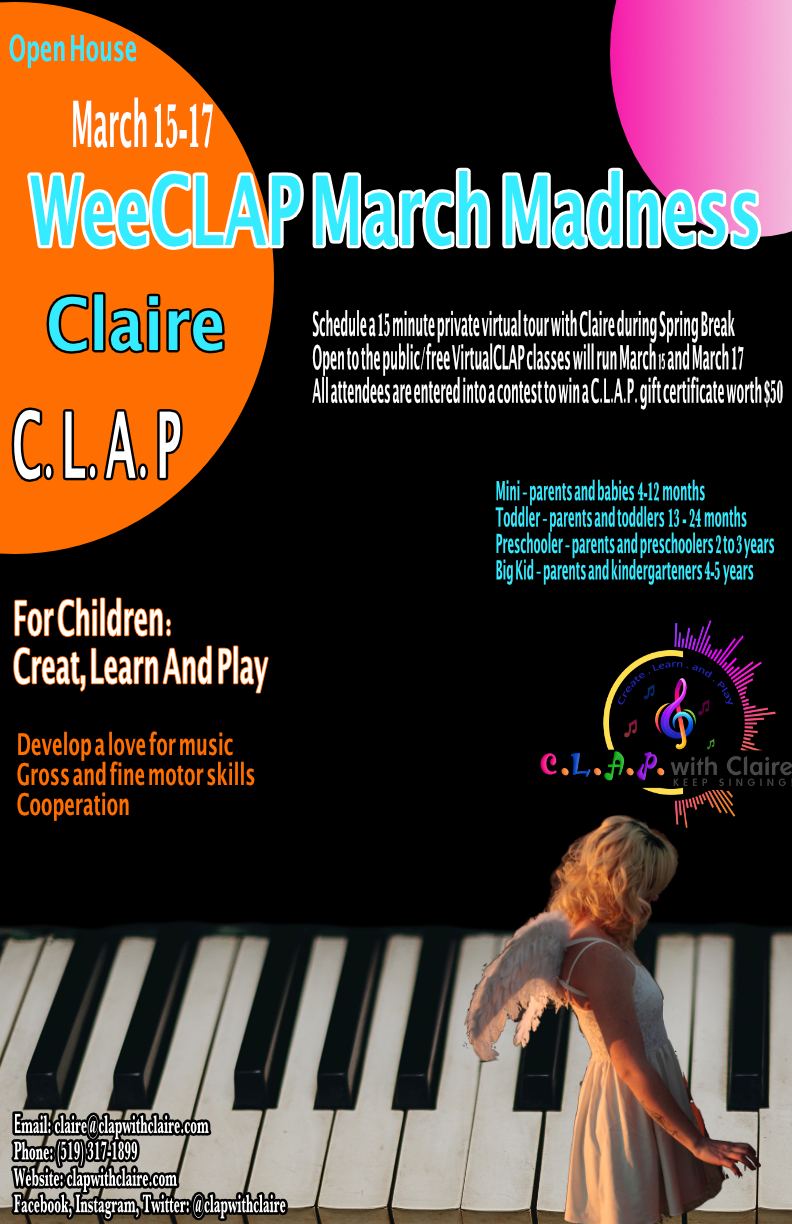 Open House
March 15-17
WeeCLAP March Madness
Claire
C. L. A. P
Schedule a 15 minute private virtual tour with Claire during Spring Break
Open to the public/free VirtualCLAP classes will run March 15 and March 17
All attendees are entered into a contest to win a C.L.A.P. gift certificate worth $50
Mini - parents and babies 4-12 months
Toddler - parents and toddlers 13 - 24 months
Preschooler - parents and preschoolers 2 to 3 years
Big Kid - parents and kindergarteners 4-5 years
For Children:
Creat, Learn And Play
Develop a love for music
Gross and fine motor skills
Cooperation
Create . Learn . and . Play
C.L.A.P. with Claire
KEEP SINGING!
Email: claire@clapwithclaire.com
Phone: (519) 317-1899
Website: clapwithclaire.com
Facebook, Instagram, Twitter: @clapwithclaire